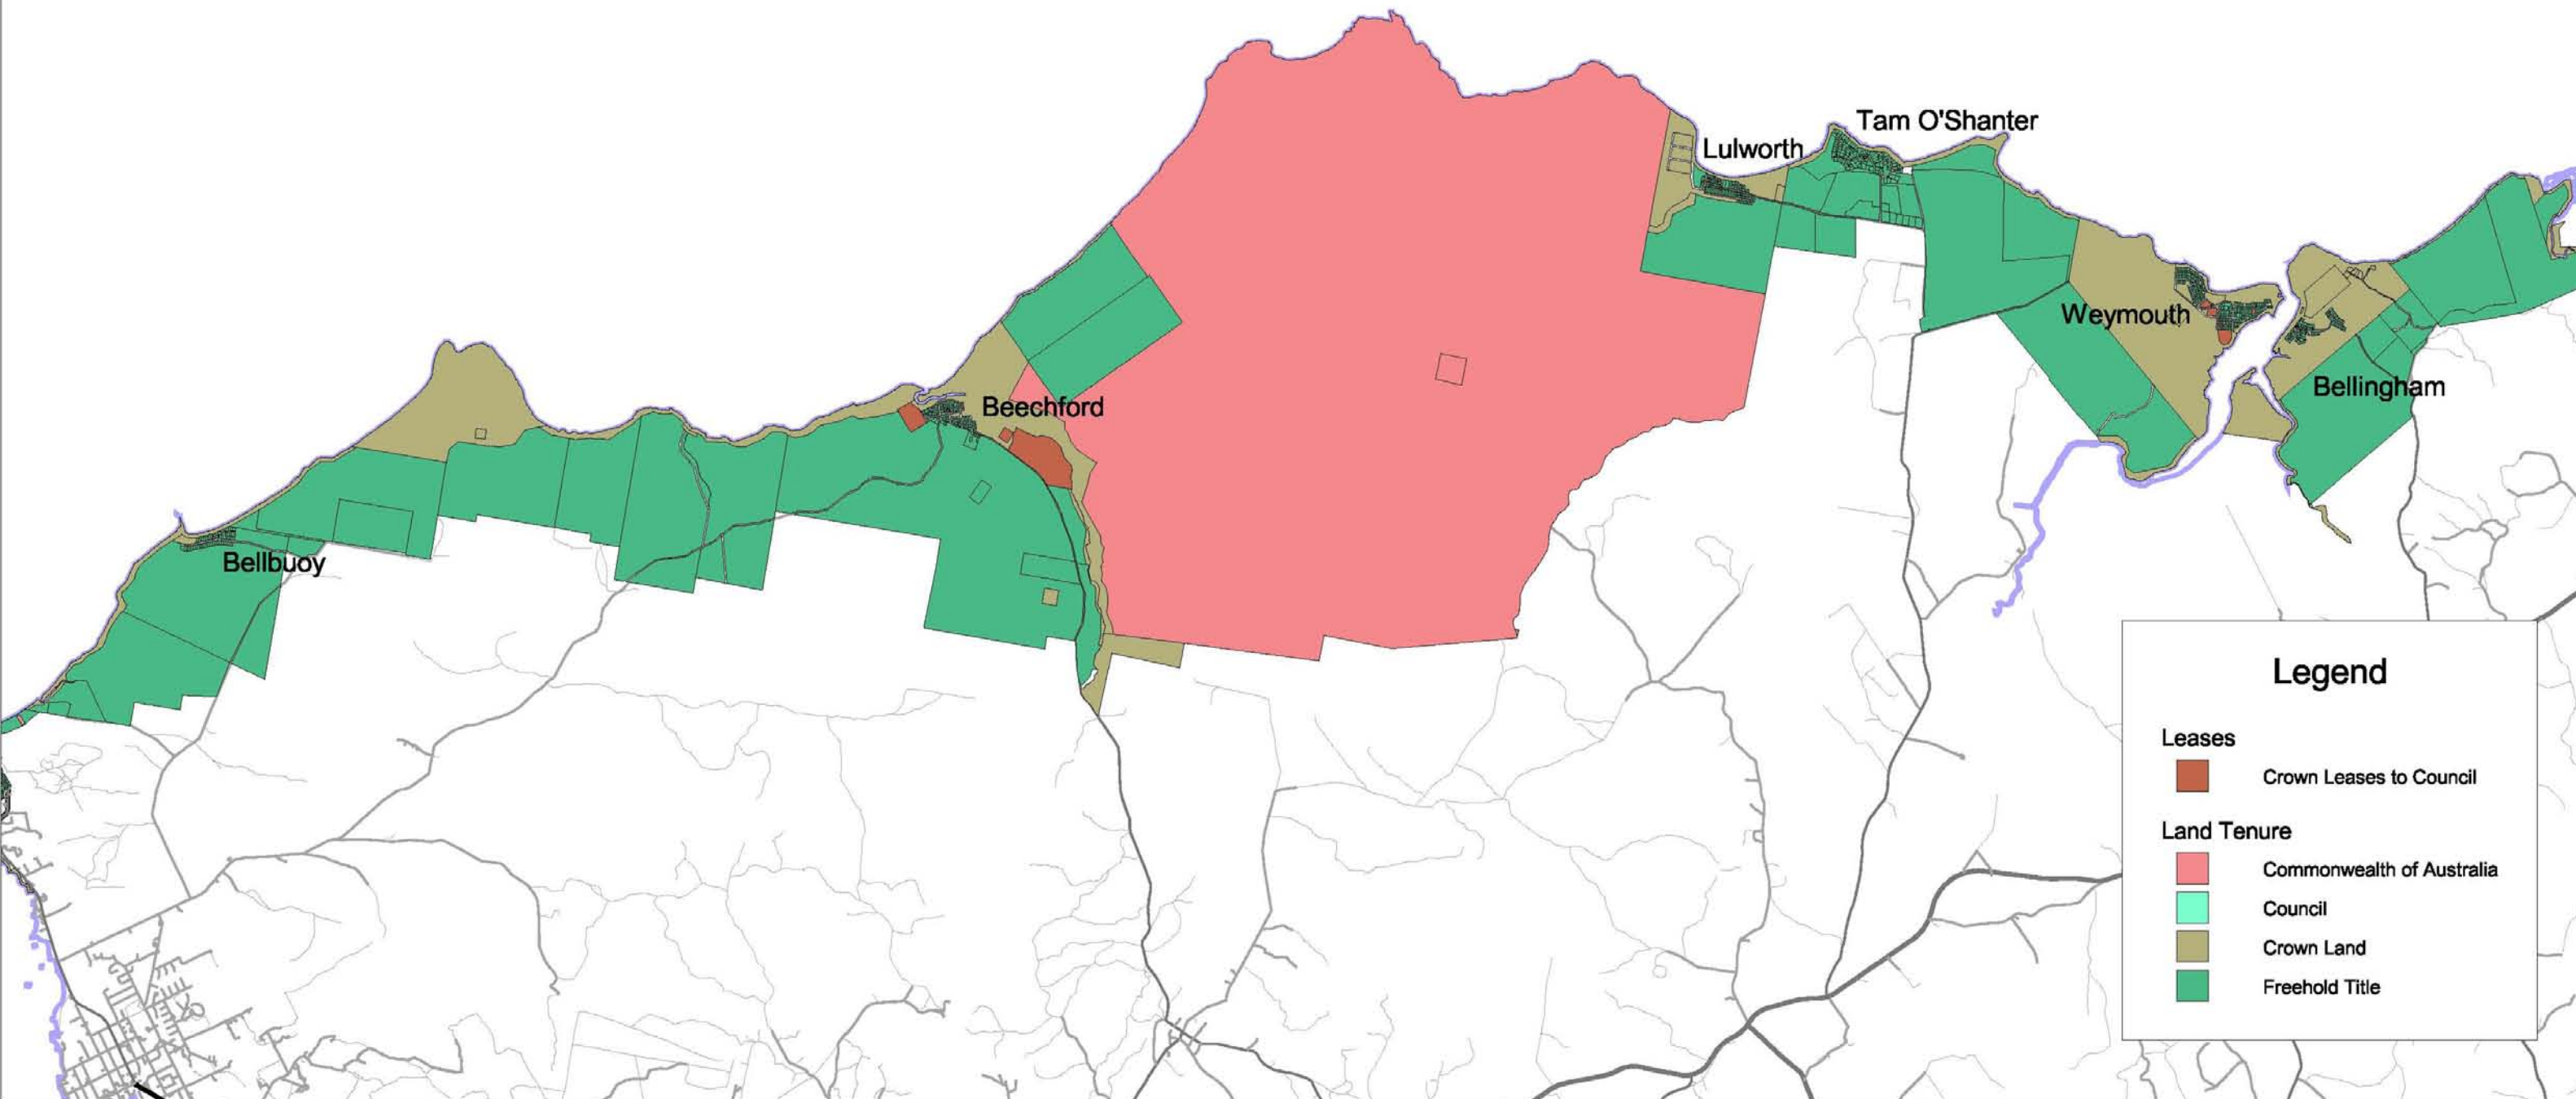 Tam O'Shanter
Lulworth
Weymouth
Bellingham
Beechford
Bellbuoy
Legend
Leases
Crown Leases to Council
Land Tenure
Commonwealth of Australia
Council
Crown Land
Freehold Title